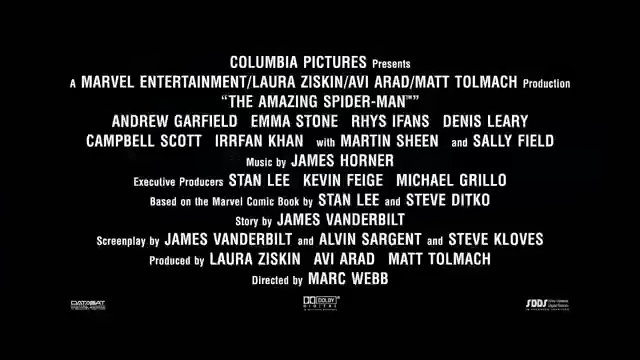 COLUMBIA PICTURES Presents
A MARVEL ENTERTAINMENT/LAURA ZISKIN/AVI ARAD/MATT TOLMACH Production
“THE AMAZING SPIDER-MAN™”
ANDREW GARFIELD EMMA STONE RHYS IFANS DENIS LEARY
CAMPBELL SCOTT IRRFAN KHAN with MARTIN SHEEN and SALLY FIELD
Music by JAMES HORNER
Executive Producers STAN LEE KEVIN FEIGE MICHAEL GRILLO
Based on the Marvel Comic Book by STAN LEE and STEVE DITKO
Story by JAMES VANDERBILT
Screenplay by JAMES VANDERBILT and ALVIN SARGENT and STEVE KLOVES
Produced by LAURA ZISKIN AVI ARAD MATT TOLMACH
Directed by MARC WEBB
DATASAT
DOLBY
DIGITAL
SDDS